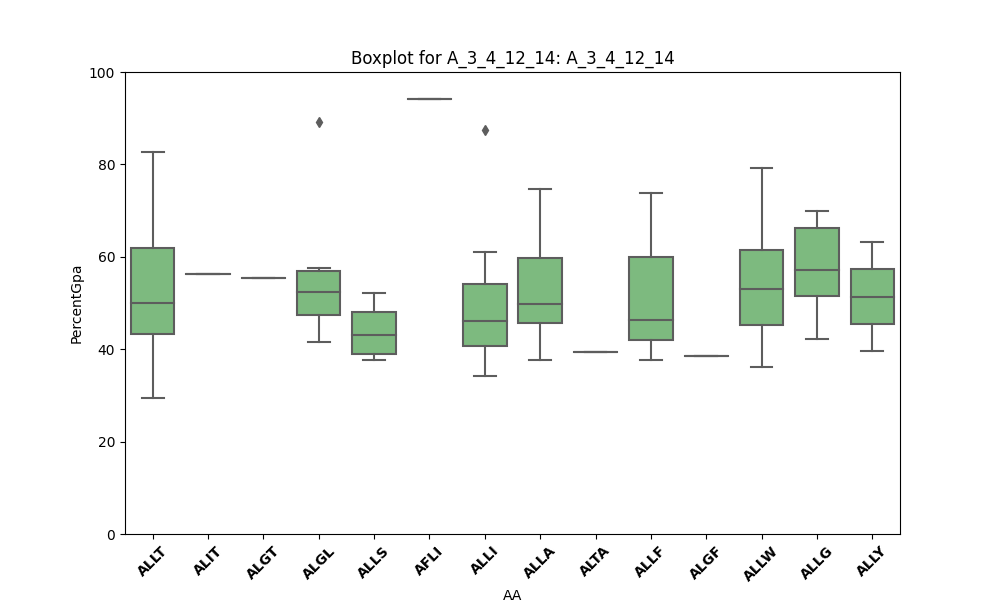 Boxplot for A_3_4_12_14: A_3_4_12_14
100
80
60
40
20
0
PercentGpa
ALLT ALIT ALGT ALGL ALLS AFLI ALLI ALLA ALTA ALLF ALGF ALLW ALLG ALLY
AA